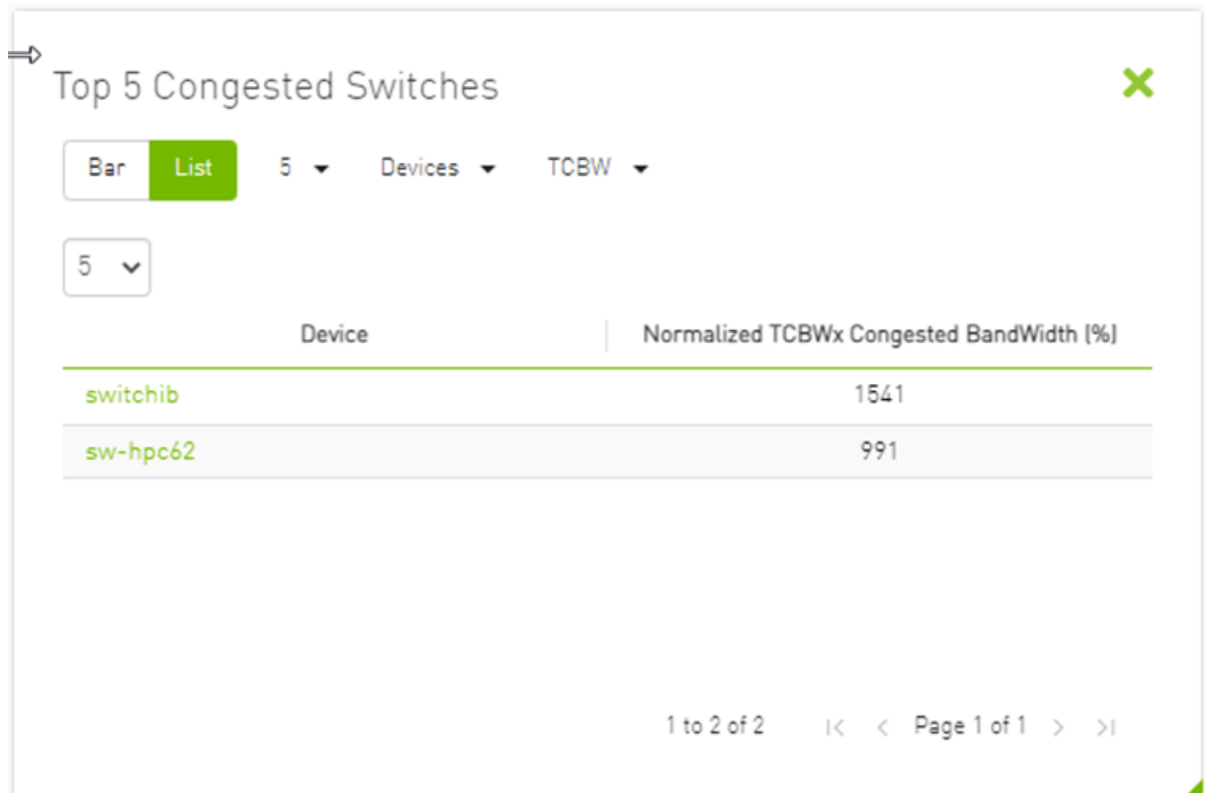 Top 5 Congested Switches
Bar List 5 Devices TCBW
5
Device Normalized TCBWx Congested BandWidth (%)
switchib 1541
sw-hpc62 991
1 to 2 of 2 Page 1 of 1